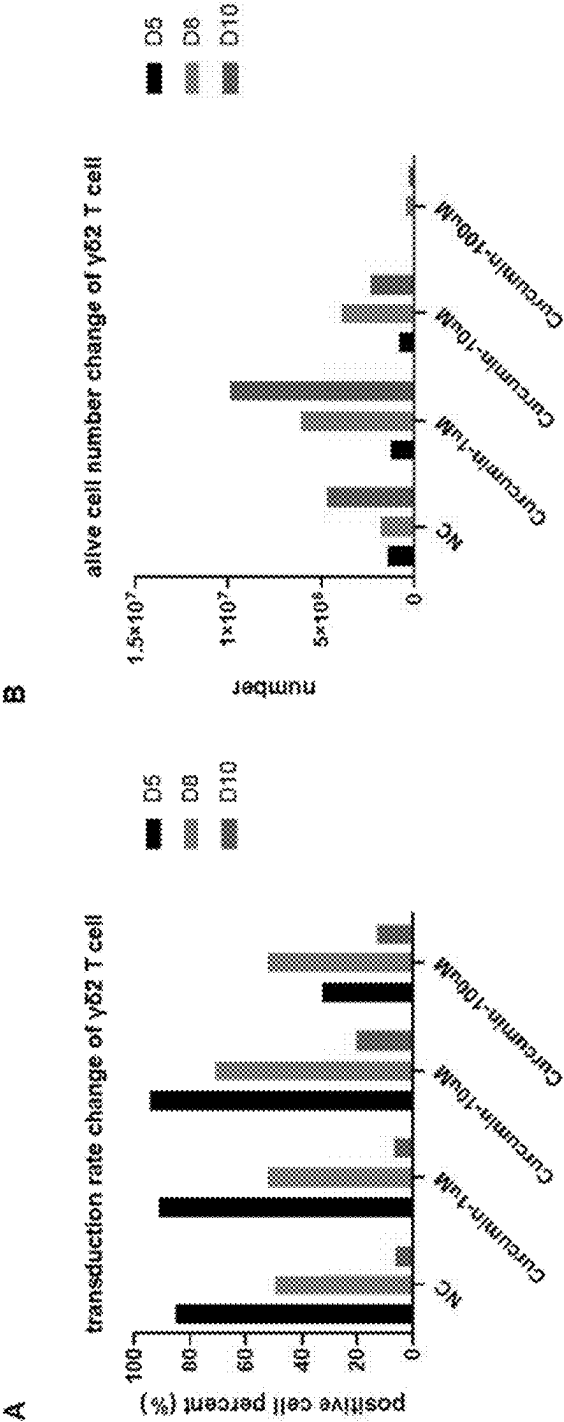 A
transduction rate change of γδ2 T cell
positive cell percent (%)
100
80
60
40
20
0
NC
Curcumin-1uM
Curcumin-10uM
Curcumin-100uM
D5
D8
D10
B
alive cell number change of γδ2 T cell
number
1.5×10⁷
1×10⁷
5×10⁶
0
NC
Curcumin-1uM
Curcumin-10uM
Curcumin-100uM
D5
D8
D10